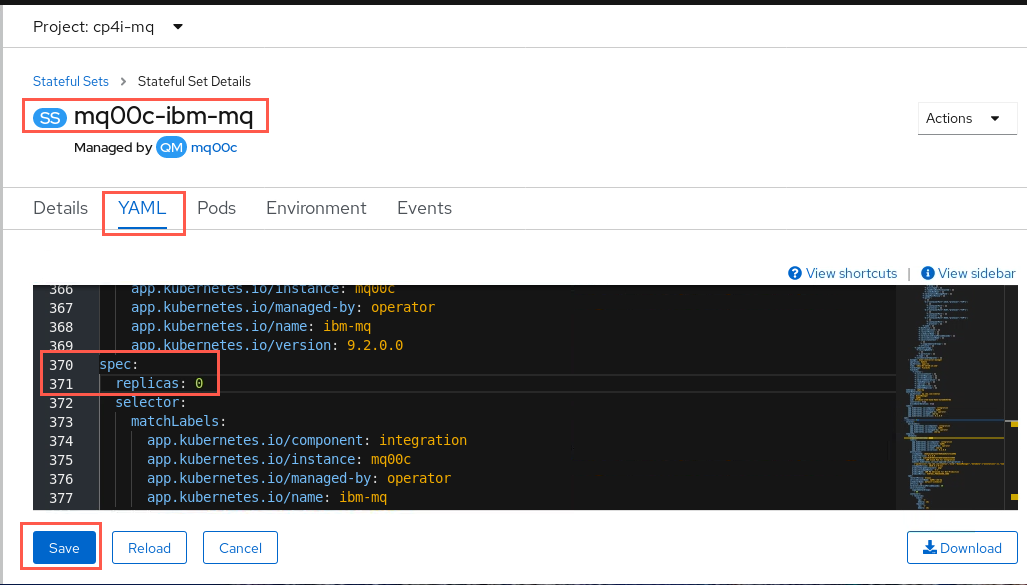 Project: cp4i-mq
Stateful Sets > Stateful Set Details
SS mq00c-ibm-mq
Actions
Managed by QM mq00c
Details YAML Pods Environment Events
View shortcuts | View sidebar
366 app.kubernetes.io/instance: mq00c
367 app.kubernetes.io/managed-by: operator
368 app.kubernetes.io/name: ibm-mq
369 app.kubernetes.io/version: 9.2.0.0
370 spec:
371 replicas: 0
372 selector:
373 matchLabels:
374 app.kubernetes.io/component: integration
375 app.kubernetes.io/instance: mq00c
376 app.kubernetes.io/managed-by: operator
377 app.kubernetes.io/name: ibm-mq
Save Reload Cancel Download